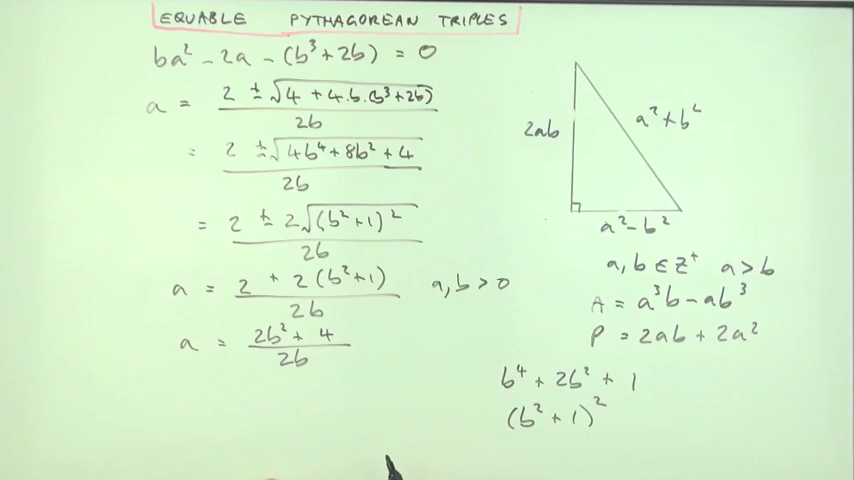 EQUABLE PYTHAGOREAN TRIPLES
ba² - 2a - (b³ + 2b) = 0
a = (2 ± √(4 + 4.b.(b³+2b))) / 2b
= (2 ± √(4b⁴ + 8b² + 4)) / 2b
= (2 ± 2√((b² + 1)²)) / 2b
a = (2 + 2(b²+1)) / 2b a, b > 0
a = (2b² + 4) / 2b
2ab
a² + b²
a² - b²
a, b ∈ Z⁺ a > b
A = a³b - ab³
P = 2ab + 2a²
b⁴ + 2b² + 1
(b² + 1)²